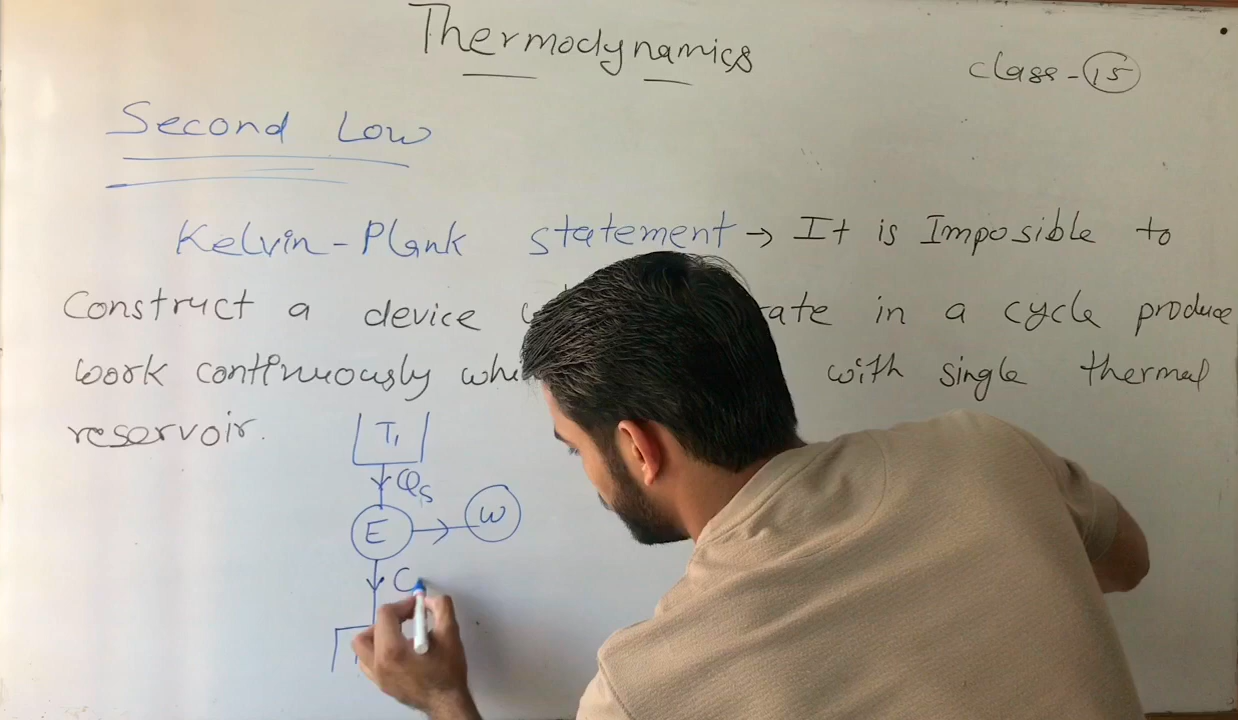 Thermodynamics
class-15
Second Low
Kelvin-Plank statement → It is Imposible to
Construct a device in a cycle produce
work continuously with single thermal
reservoir.
T1
Qs
E → W